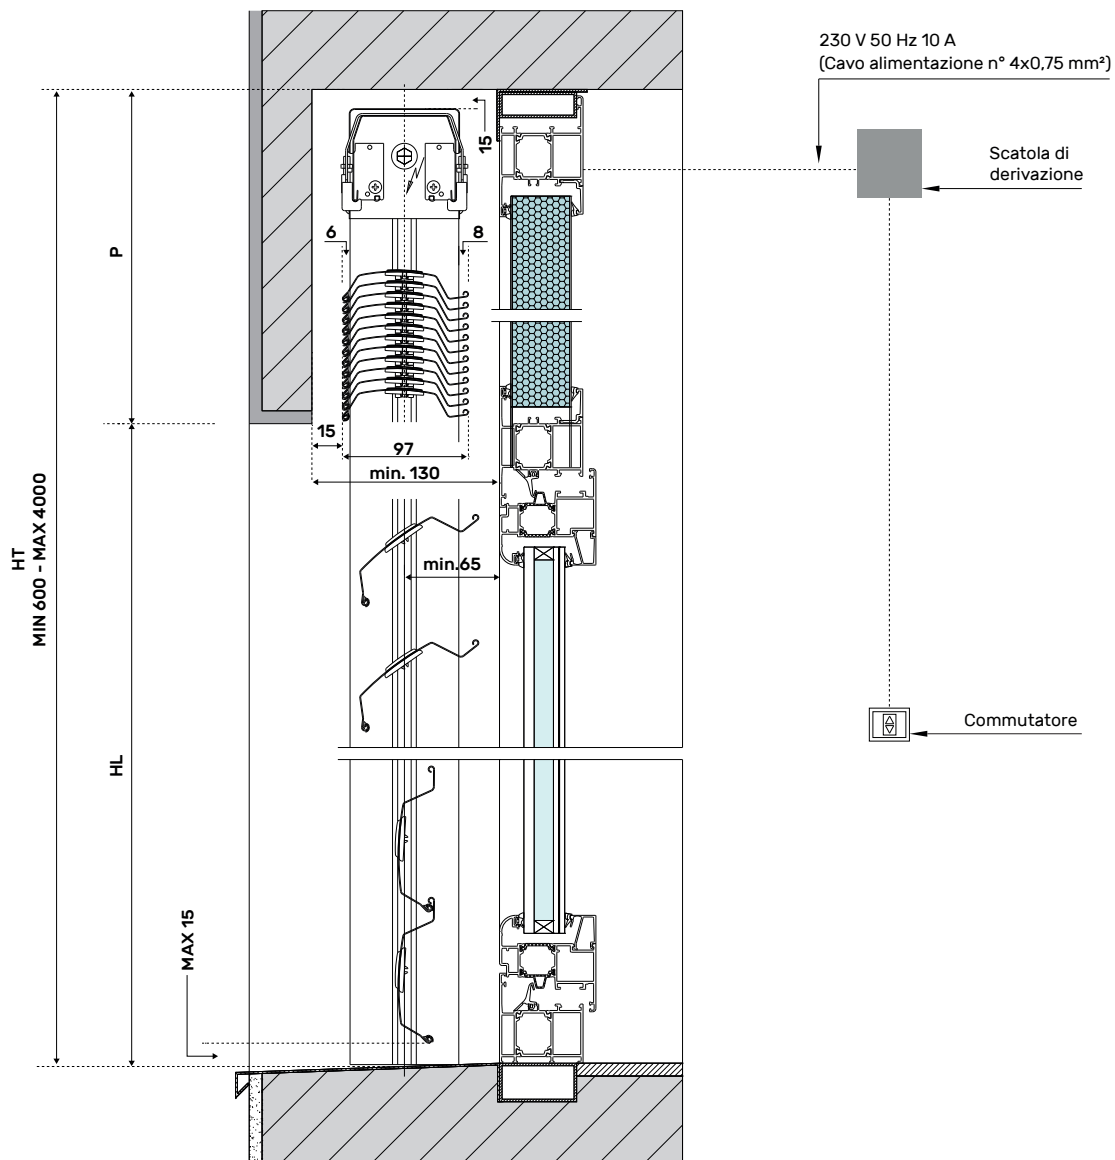 230 V 50 Hz 10 A
(Cavo alimentazione n° 4x0,75 mm²)
15
Scatola di
derivazione
6
8
P
15
97
min. 130
HT
MIN 600 - MAX 4000
min.65
Commutatore
HL
MAX 15